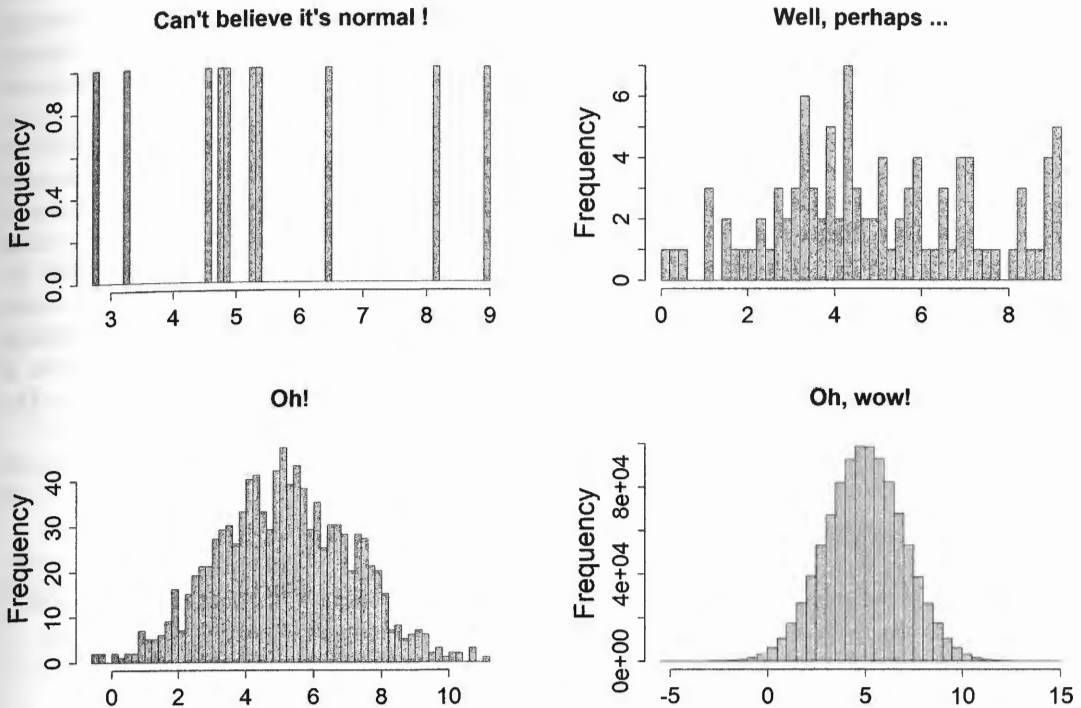 Can't believe it's normal !
Frequency
0.0 0.4 0.8
3 4 5 6 7 8 9
Well, perhaps ...
Frequency
0 2 4 6
0 2 4 6 8
Oh!
Frequency
0 10 20 30 40
0 2 4 6 8 10
Oh, wow!
Frequency
0e+00 4e+04 8e+04
-5 0 5 10 15